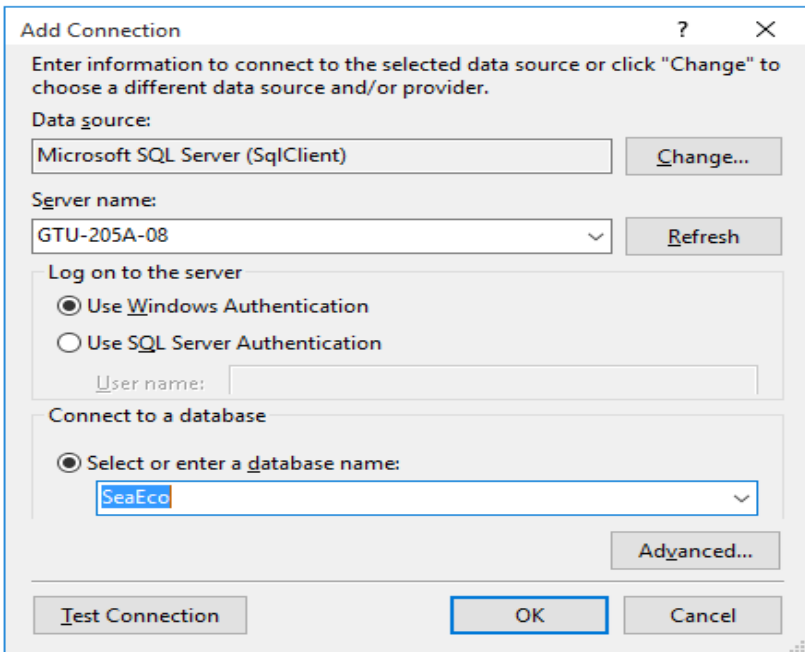 Add Connection ?
Enter information to connect to the selected data source or click "Change" to
choose a different data source and/or provider.
Data source:
Microsoft SQL Server (SqlClient) Change...
Server name:
GTU-205A-08 Refresh
Log on to the server
Use Windows Authentication
Use SQL Server Authentication
User name:
Connect to a database
Select or enter a database name:
SeaEco
Advanced...
Test Connection OK Cancel